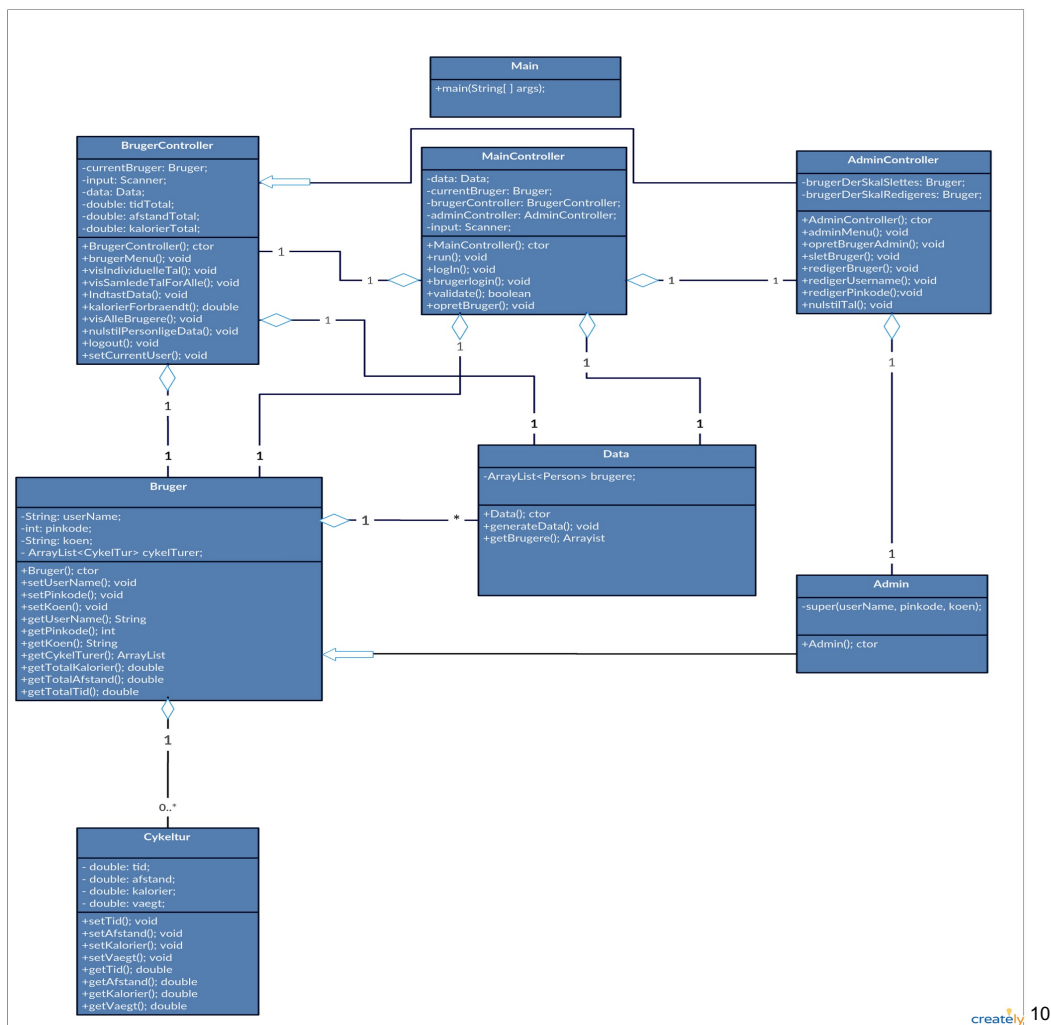 Main
+main(String[ ] args);
BrugerController
-currentBruger: Bruger;
-input: Scanner;
-data: Data;
-double: tidTotal;
-double: afstandTotal;
-double: kalorierTotal;
+BrugerController(); ctor
+brugerMenu(); void
+visIndividuelleTal(); void
+visSamledeTalForAlle(); void
+IndtastData(); void
+kalorierForbraendt(); double
+visAlleBrugere(); void
+nulstilPersonligeData(); void
+logout(); void
+setCurrentUser(); void
MainController
-data: Data;
-currentBruger: Bruger;
-brugerController: BrugerController;
-adminController: AdminController;
-input: Scanner;
+MainController(); ctor
+run(); void
+logIn(); void
+brugerlogin(); void
+validate(); boolean
+opretBruger(); void
AdminController
-brugerDerSkalSlettes: Bruger;
-brugerDerSkalRedigeres: Bruger;
+AdminController(); ctor
+adminMenu(); void
+opretBrugerAdmin(); void
+sletBruger(); void
+redigerBruger(); void
+redigerUsername(); void
+redigerPinkode();void
+nulstilTal(); void
1
1
1
1
1
1
1
1
1
1
1
1
1
1
Bruger
-String: userName;
-int: pinkode;
-String: koen;
- ArrayList<CykelTur> cykelTurer;
+Bruger(); ctor
+setUserName(); void
+setPinkode(); void
+setKoen(); void
+getUserName(); String
+getPinkode(); int
+getKoen(); String
+getCykelTurer(); ArrayList
+getTotalKalorier(); double
+getTotalAfstand(); double
+getTotalTid(); double
1
*
Data
-ArrayList<Person> brugere;
+Data(); ctor
+generateData(); void
+getBrugere(); Arrayist
Admin
-super(userName, pinkode, koen);
+Admin(); ctor
1
0..*
Cykeltur
- double: tid;
- double: afstand;
- double: kalorier;
- double: vaegt;
+setTid(); void
+setAfstand(); void
+setKalorier(); void
+setVaegt(); void
+getTid(); double
+getAfstand(); double
+getKalorier(); double
+getVaegt(); double
creately
10